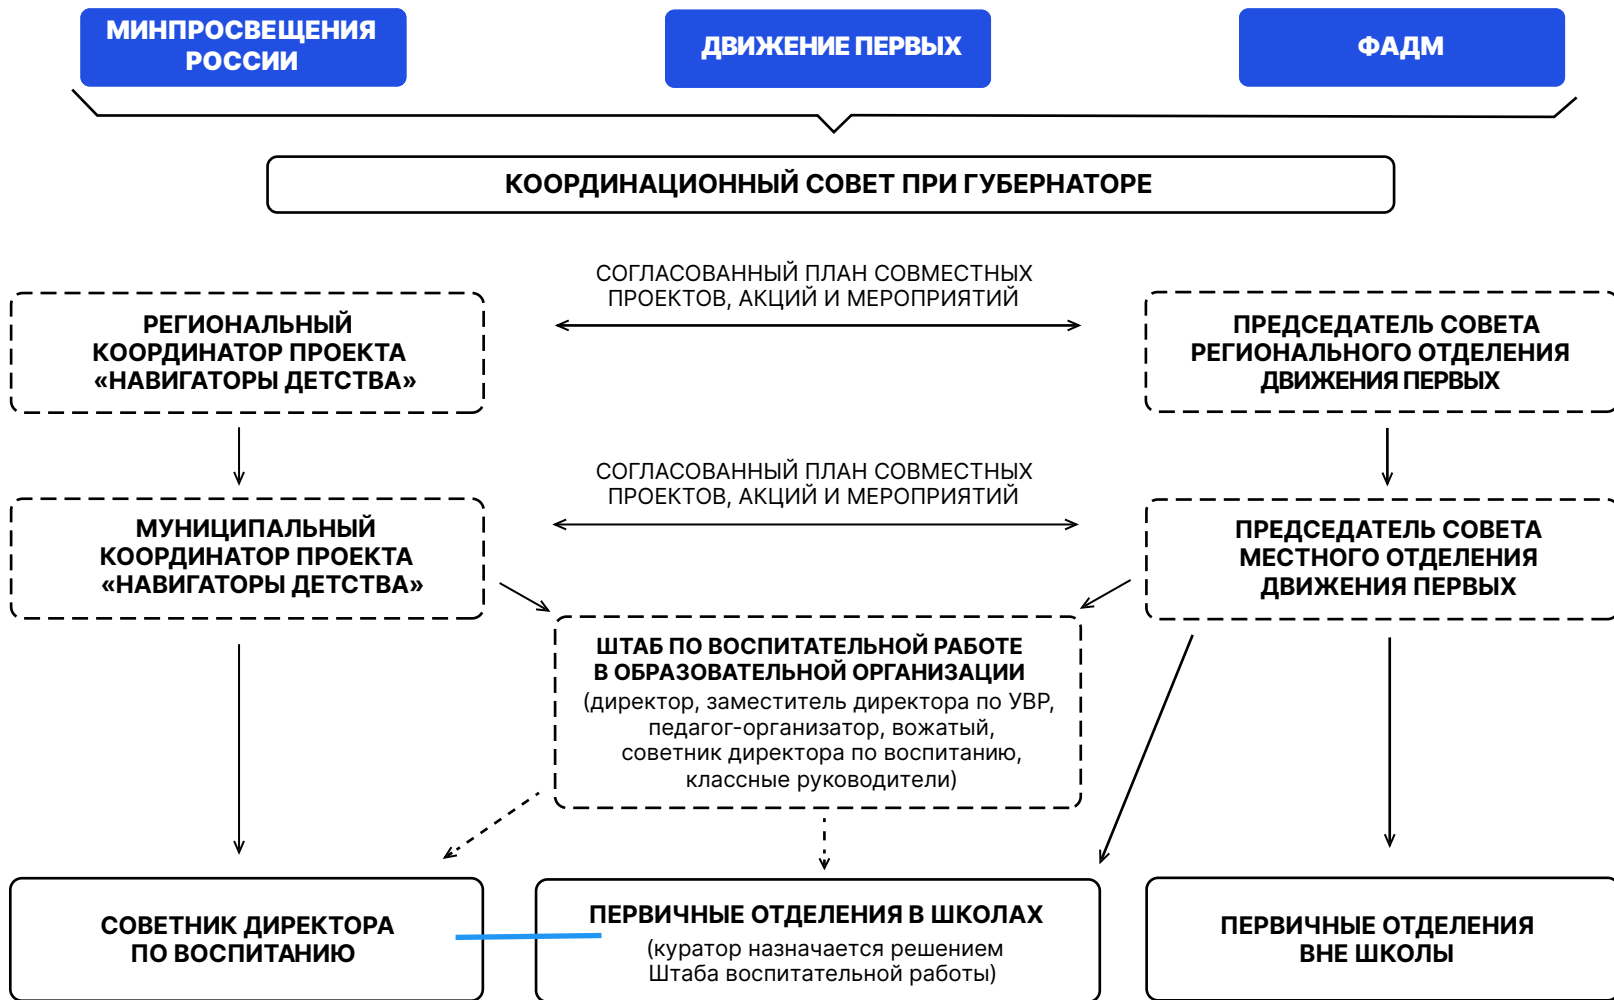 МИНПРОСВЕЩЕНИЯ
РОССИИ
ДВИЖЕНИЕ ПЕРВЫХ
ФАДМ
КООРДИНАЦИОННЫЙ СОВЕТ ПРИ ГУБЕРНАТОРЕ
РЕГИОНАЛЬНЫЙ
КООРДИНАТОР ПРОЕКТА
«НАВИГАТОРЫ ДЕТСТВА»
СОГЛАСОВАННЫЙ ПЛАН СОВМЕСТНЫХ
ПРОЕКТОВ, АКЦИЙ И МЕРОПРИЯТИЙ
ПРЕДСЕДАТЕЛЬ СОВЕТА
РЕГИОНАЛЬНОГО ОТДЕЛЕНИЯ
ДВИЖЕНИЯ ПЕРВЫХ
МУНИЦИПАЛЬНЫЙ
КООРДИНАТОР ПРОЕКТА
«НАВИГАТОРЫ ДЕТСТВА»
СОГЛАСОВАННЫЙ ПЛАН СОВМЕСТНЫХ
ПРОЕКТОВ, АКЦИЙ И МЕРОПРИЯТИЙ
ПРЕДСЕДАТЕЛЬ СОВЕТА
МЕСТНОГО ОТДЕЛЕНИЯ
ДВИЖЕНИЯ ПЕРВЫХ
ШТАБ ПО ВОСПИТАТЕЛЬНОЙ РАБОТЕ
В ОБРАЗОВАТЕЛЬНОЙ ОРГАНИЗАЦИИ
(директор, заместитель директора по УВР,
педагог-организатор, вожатый,
советник директора по воспитанию,
классные руководители)
СОВЕТНИК ДИРЕКТОРА
ПО ВОСПИТАНИЮ
ПЕРВИЧНЫЕ ОТДЕЛЕНИЯ В ШКОЛАХ
(куратор назначается решением
Штаба воспитательной работы)
ПЕРВИЧНЫЕ ОТДЕЛЕНИЯ
ВНЕ ШКОЛЫ